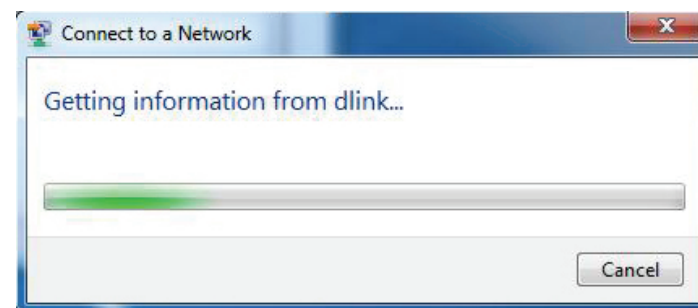 Connect to a Network
Getting information from dlink...
Cancel